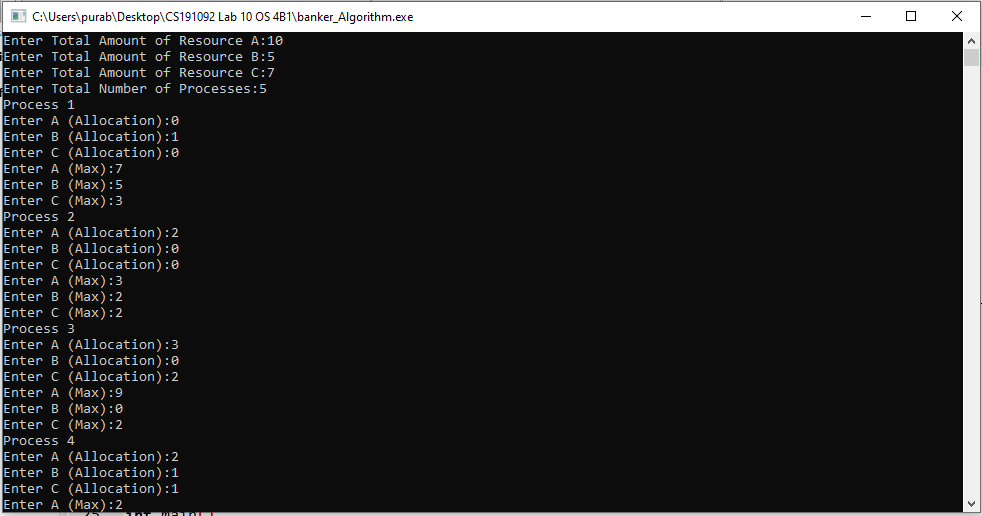 C:\Users\purab\Desktop\CS191092 Lab 10 OS 4B1\banker_Algorithm.exe
Enter Total Amount of Resource A:10
Enter Total Amount of Resource B:5
Enter Total Amount of Resource C:7
Enter Total Number of Processes:5
Process 1
Enter A (Allocation):0
Enter B (Allocation):1
Enter C (Allocation):0
Enter A (Max):7
Enter B (Max):5
Enter C (Max):3
Process 2
Enter A (Allocation):2
Enter B (Allocation):0
Enter C (Allocation):0
Enter A (Max):3
Enter B (Max):2
Enter C (Max):2
Process 3
Enter A (Allocation):3
Enter B (Allocation):0
Enter C (Allocation):2
Enter A (Max):9
Enter B (Max):0
Enter C (Max):2
Process 4
Enter A (Allocation):2
Enter B (Allocation):1
Enter C (Allocation):1
Enter A (Max):2